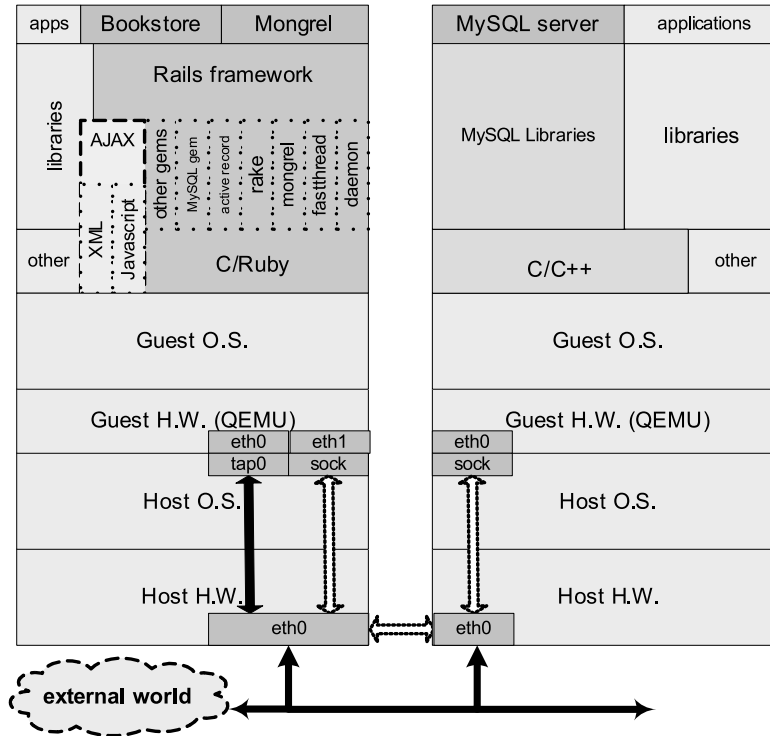 apps
Bookstore
Mongrel
Rails framework
libraries
AJAX
other gems
MySQL gem
active record
rake
mongrel
fastthread
daemon
XML
Javascript
other
C/Ruby
Guest O.S.
Guest H.W. (QEMU)
eth0
eth1
tap0
sock
Host O.S.
Host H.W.
eth0
MySQL server
applications
MySQL Libraries
libraries
C/C++
other
Guest O.S.
Guest H.W. (QEMU)
eth0
sock
Host O.S.
Host H.W.
eth0
external world